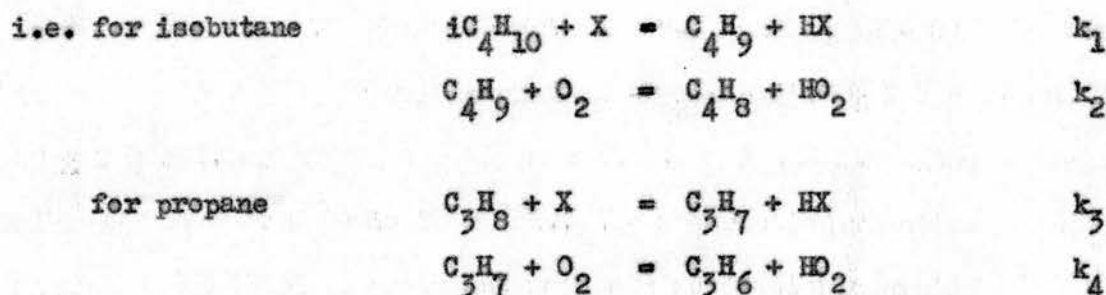 i.e. for isobutane iC₄H₁₀ + X = C₄H₉ + HX k₁
C₄H₉ + O₂ = C₄H₈ + HO₂ k₂
for propane C₃H₈ + X = C₃H₇ + HX k₃
C₃H₇ + O₂ = C₃H₆ + HO₂ k₄